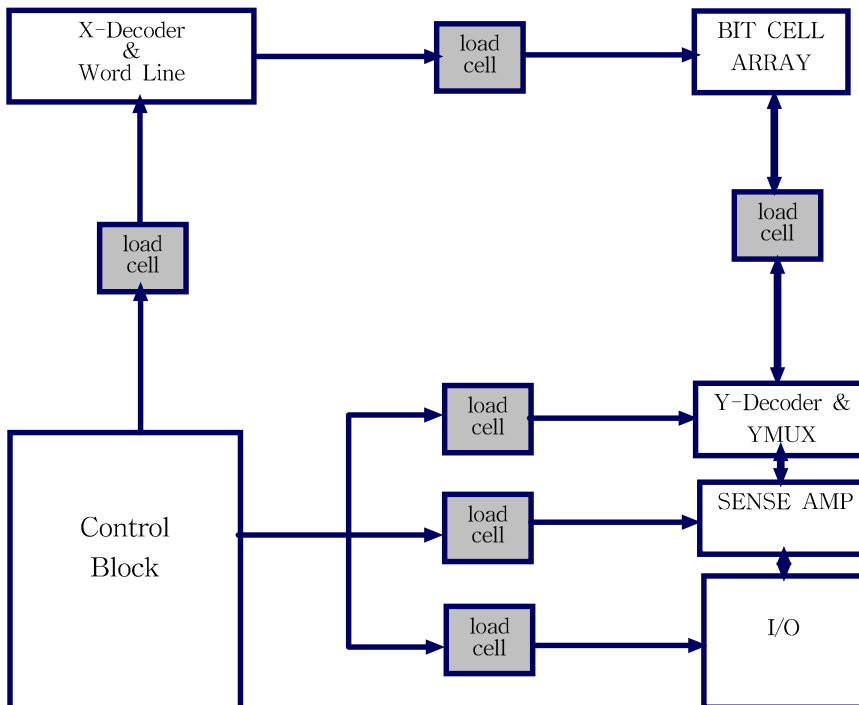 X-Decoder
&
Word Line
load
cell
BIT CELL
ARRAY
load
cell
load
cell
load
cell
Y-Decoder &
YMUX
Control
Block
load
cell
SENSE AMP
load
cell
I/O